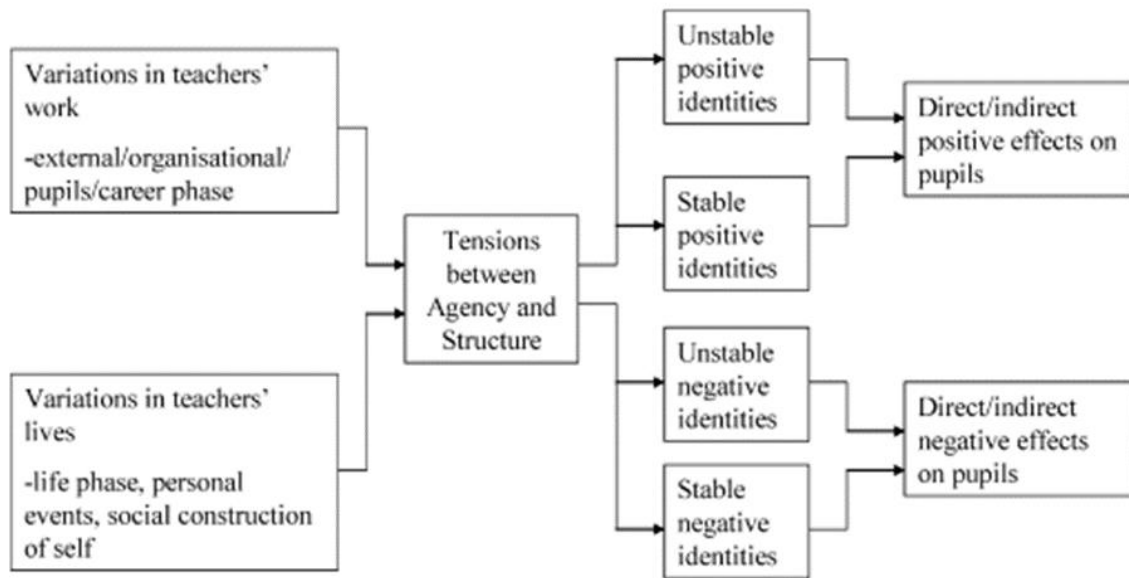 Variations in teachers’
work
-external/organisational/
pupils/career phase
Variations in teachers’
lives
-life phase, personal
events, social construction
of self
Tensions
between
Agency and
Structure
Unstable
positive
identities
Stable
positive
identities
Unstable
negative
identities
Stable
negative
identities
Direct/indirect
positive effects on
pupils
Direct/indirect
negative effects
on pupils